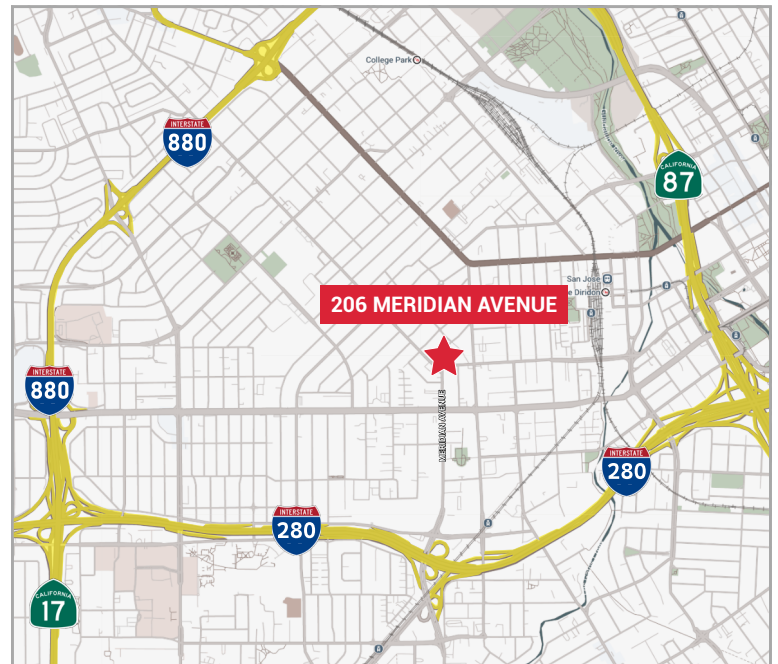 College Park
INTERSTATE
880
CALIFORNIA
87
San Jose
Diridon
206 MERIDIAN AVENUE
INTERSTATE
880
MERIDIAN AVENUE
INTERSTATE
280
INTERSTATE
280
CALIFORNIA
17